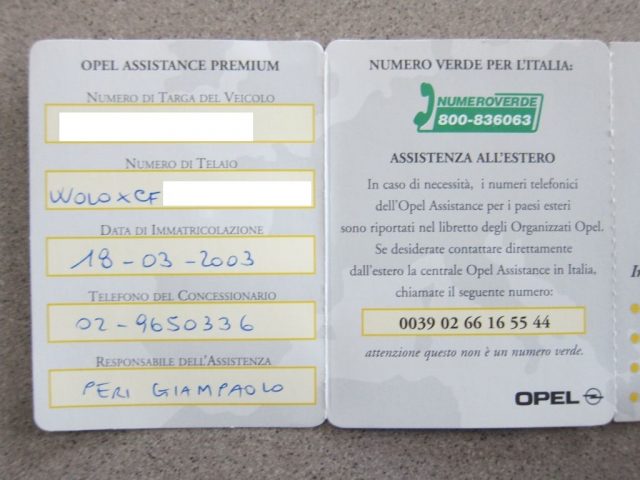 OPEL ASSISTANCE PREMIUM
NUMERO DI TARGA DEL VEICOLO
NUMERO DI TELAIO
WOLOXCF
DATA DI IMMATRICOLAZIONE
18-03-2003
TELEFONO DEL CONCESSIONARIO
02-9650336
RESPONSABILE DELL'ASSISTENZA
PERI GIAMPAOLO
NUMERO VERDE PER L'ITALIA:
NUMEROVERDE
800-836063
ASSISTENZA ALL'ESTERO
In caso di necessità, i numeri telefonici
dell'Opel Assistance per i paesi esteri
sono riportati nel libretto degli Organizzati Opel.
Se desiderate contattare direttamente
dall'estero la centrale Opel Assistance in Italia,
chiamate il seguente numero:
0039 02 66 16 55 44
attenzione questo non è un numero verde.
OPEL